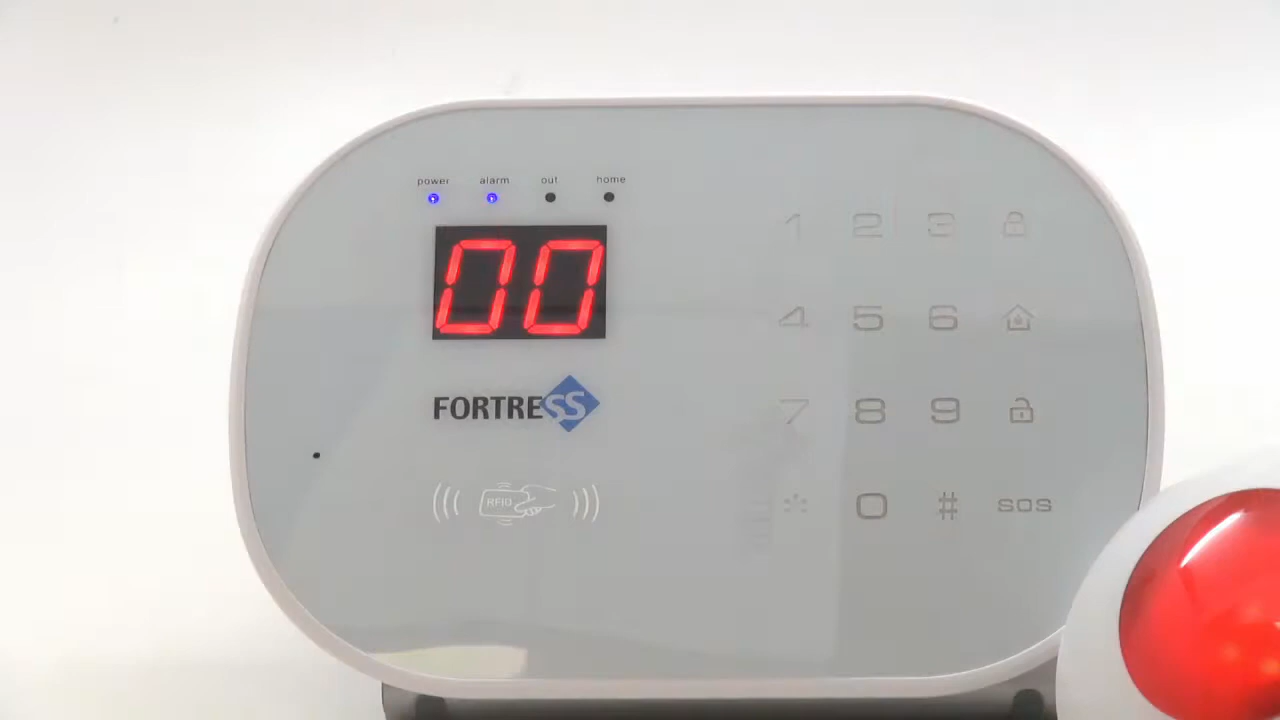 power alarm out home
00
FORTRESS
RFID
1 2 3
4 5 6
7 8 9
* 0 # SOS